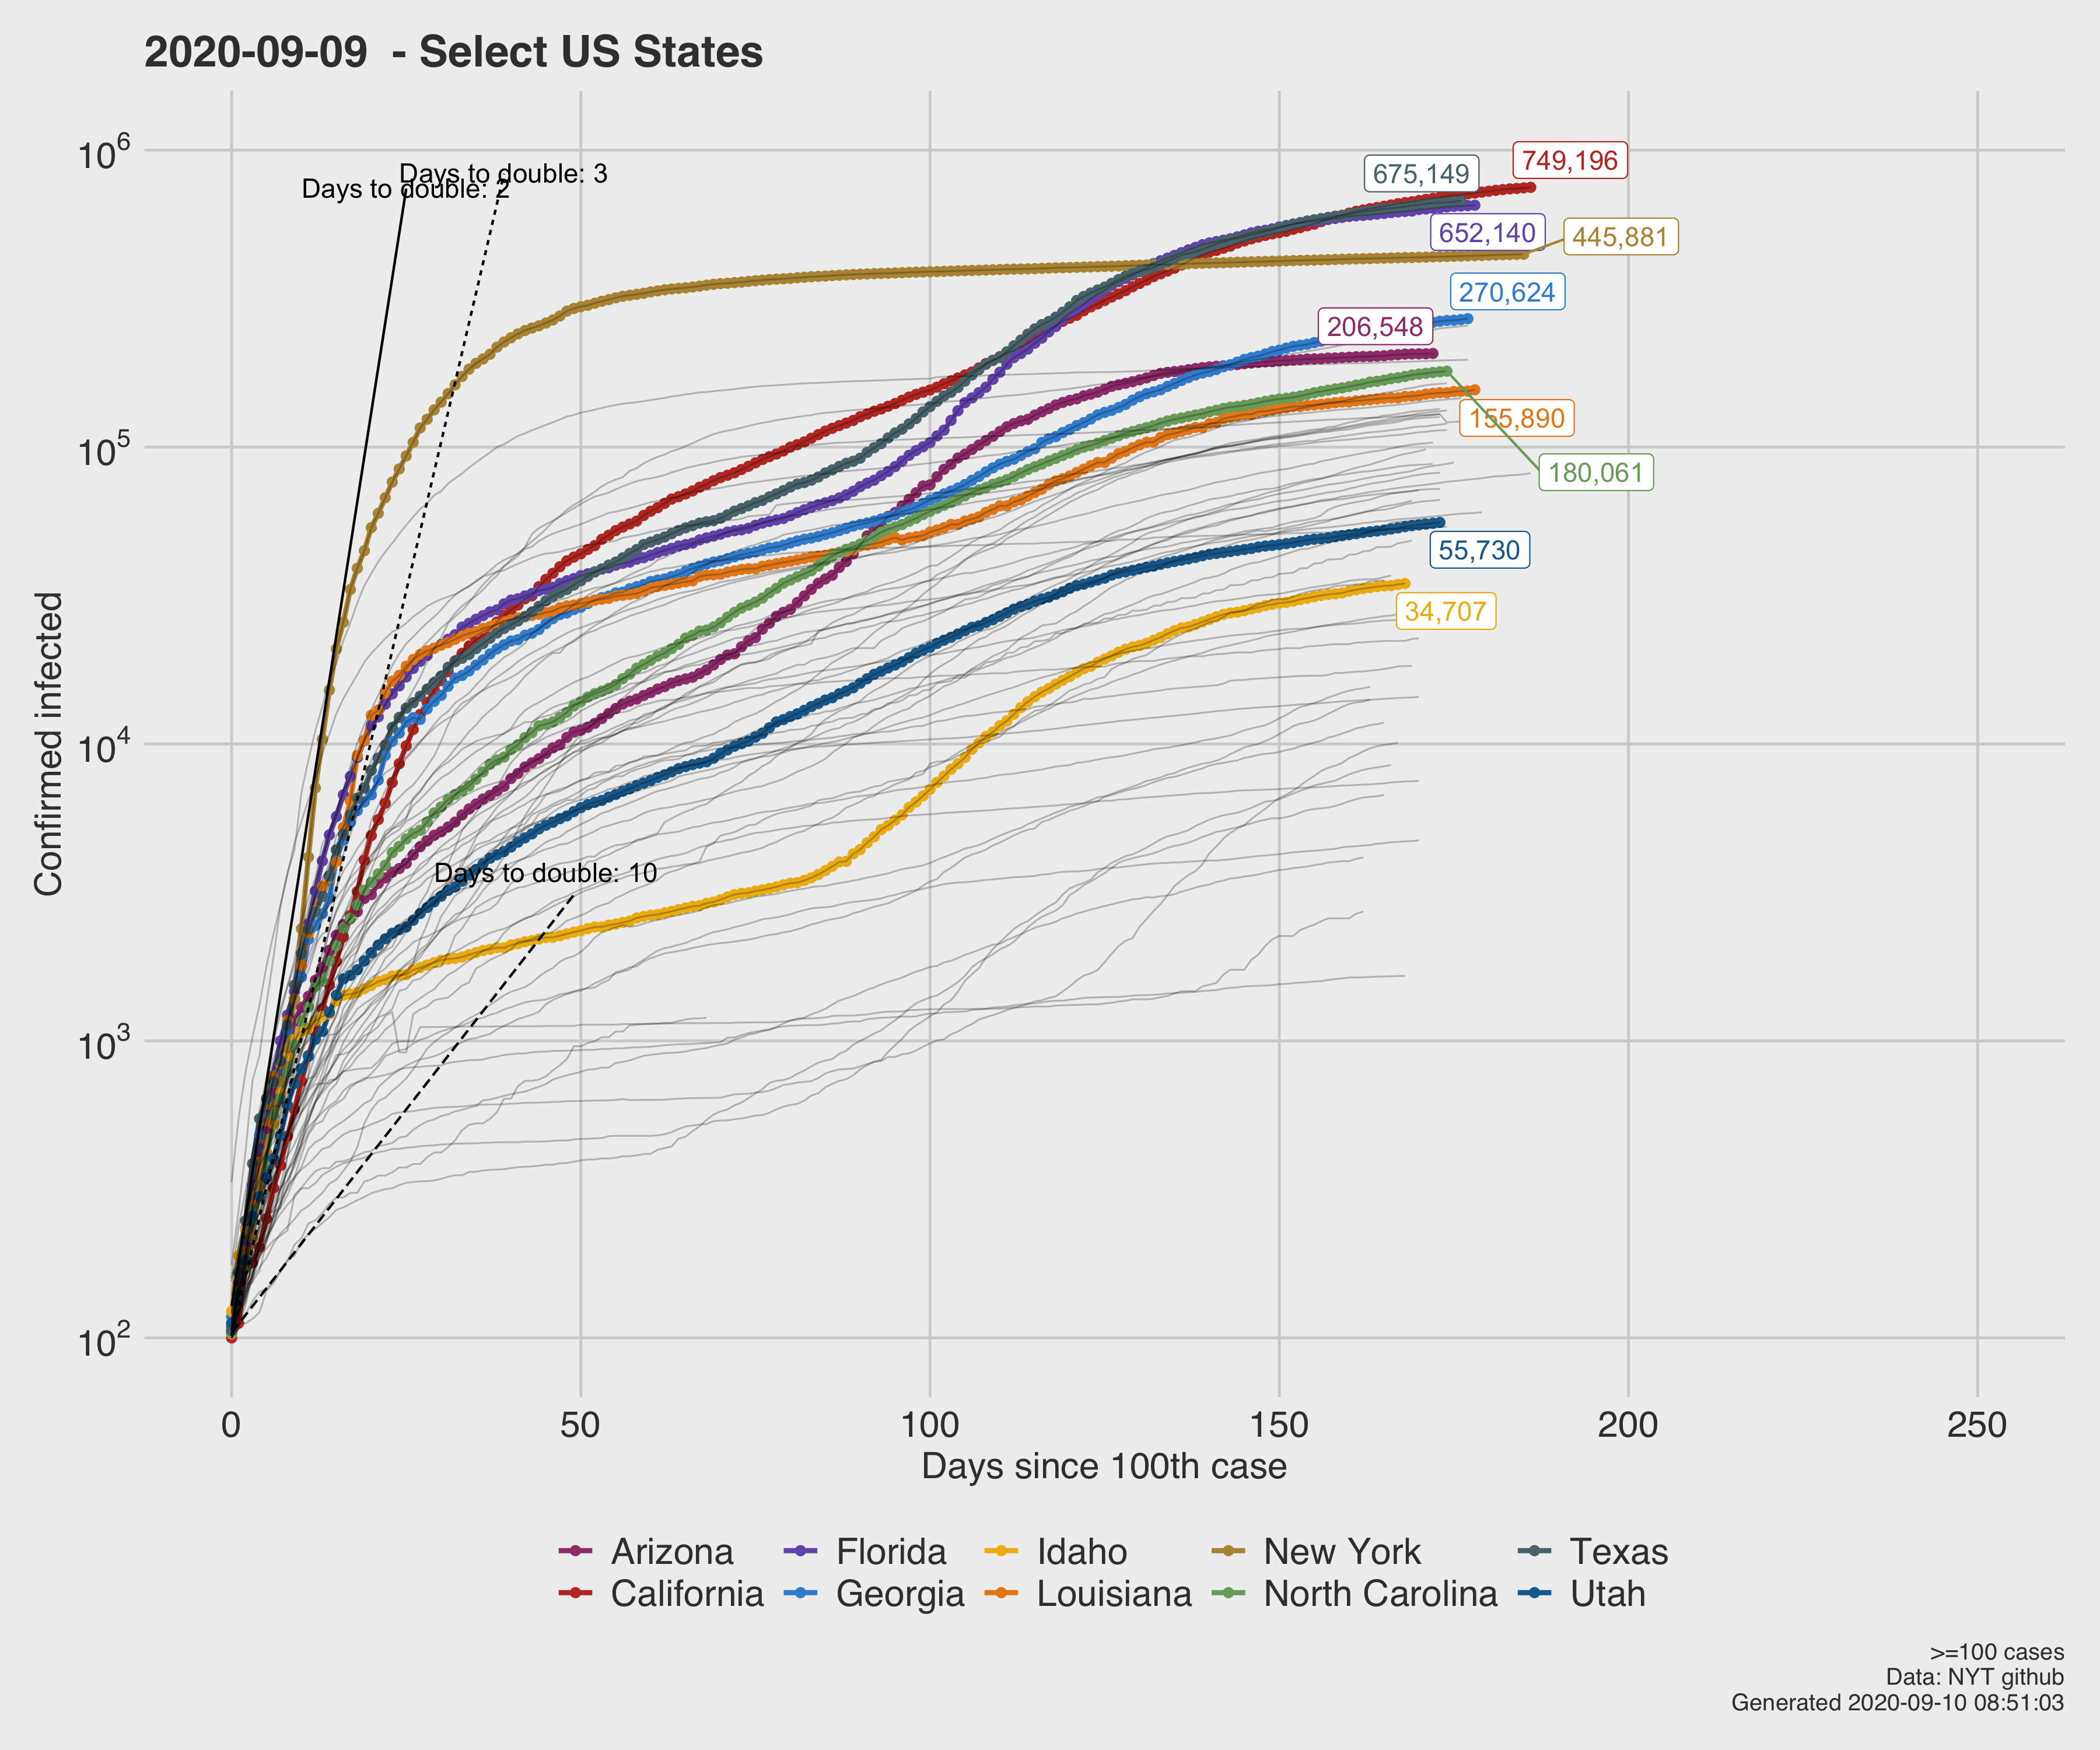 2020-09-09  - Select US States
10^6
10^5
10^4
10^3
10^2
Confirmed infected
Days to double: 3
Days to double: 2
Days to double: 10
749,196
675,149
652,140
445,881
270,624
206,548
155,890
180,061
55,730
34,707
0 50 100 150 200 250
Days since 100th case
Arizona Florida Idaho New York Texas
California Georgia Louisiana North Carolina Utah
>=100 cases
Data: NYT github
Generated 2020-09-10 08:51:03